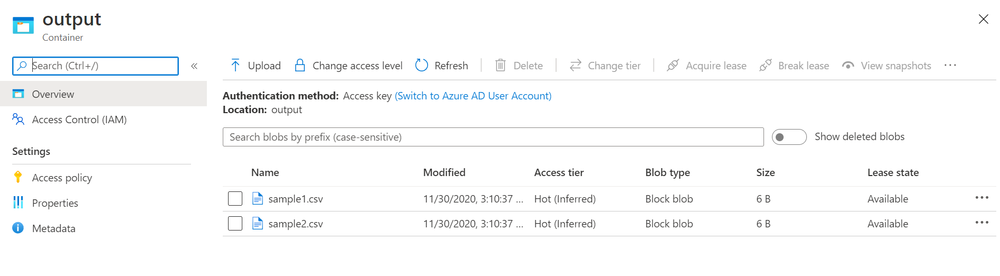 output
Container
Search (Ctrl+/)
«
Overview
Access Control (IAM)
Settings
Access policy
Properties
Metadata
Upload Change access level Refresh Delete Change tier Acquire lease Break lease View snapshots ...
Authentication method: Access key (Switch to Azure AD User Account)
Location: output
Search blobs by prefix (case-sensitive) Show deleted blobs
Name Modified Access tier Blob type Size Lease state
sample1.csv 11/30/2020, 3:10:37 ... Hot (Inferred) Block blob 6 B Available ...
sample2.csv 11/30/2020, 3:10:37 ... Hot (Inferred) Block blob 6 B Available ...